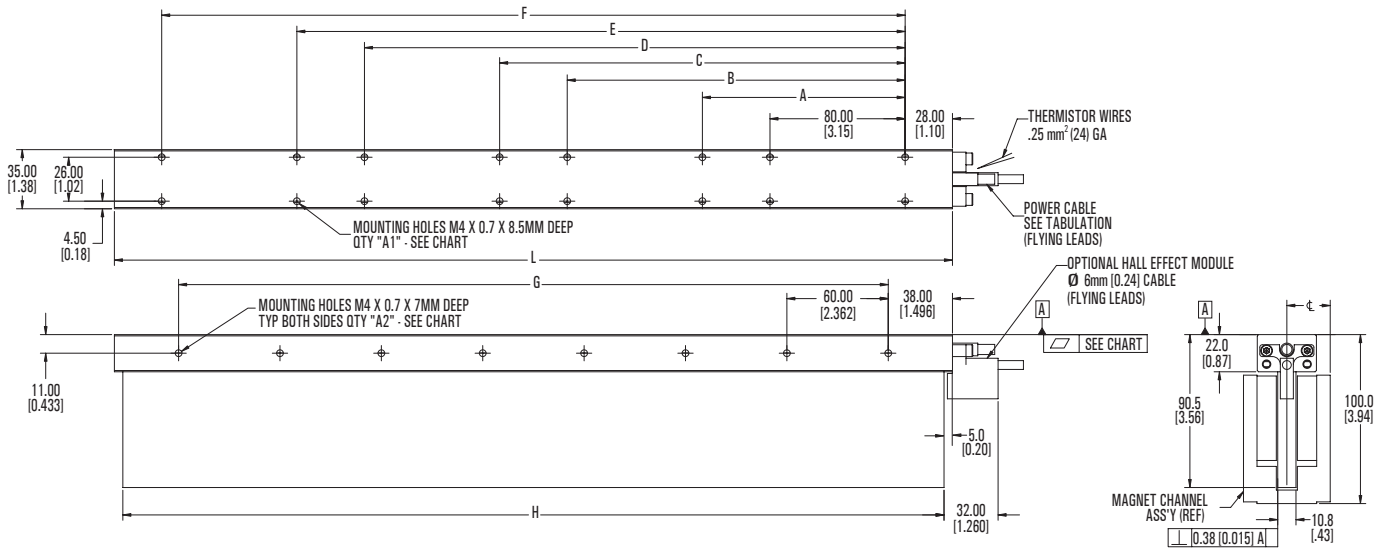 F
E
D
C
B
A
80.00
[3.15]
28.00
[1.10]
THERMISTOR WIRES
.25 mm² (24) GA
35.00
[1.38]
26.00
[1.02]
4.50
[0.18]
MOUNTING HOLES M4 X 0.7 X 8.5MM DEEP
QTY "A1" - SEE CHART
POWER CABLE
SEE TABULATION
(FLYING LEADS)
L
OPTIONAL HALL EFFECT MODULE
Ø 6mm [0.24] CABLE
(FLYING LEADS)
G
MOUNTING HOLES M4 X 0.7 X 7MM DEEP
TYP BOTH SIDES QTY "A2" - SEE CHART
60.00
[2.362]
38.00
[1.496]
A
SEE CHART
A
℄
22.0
[0.87]
11.00
[0.433]
90.5
[3.56]
100.0
[3.94]
5.0
[0.20]
H
32.00
[1.260]
MAGNET CHANNEL
ASS'Y (REF)
10.8
[.43]
⊥ 0.38 [0.015] A